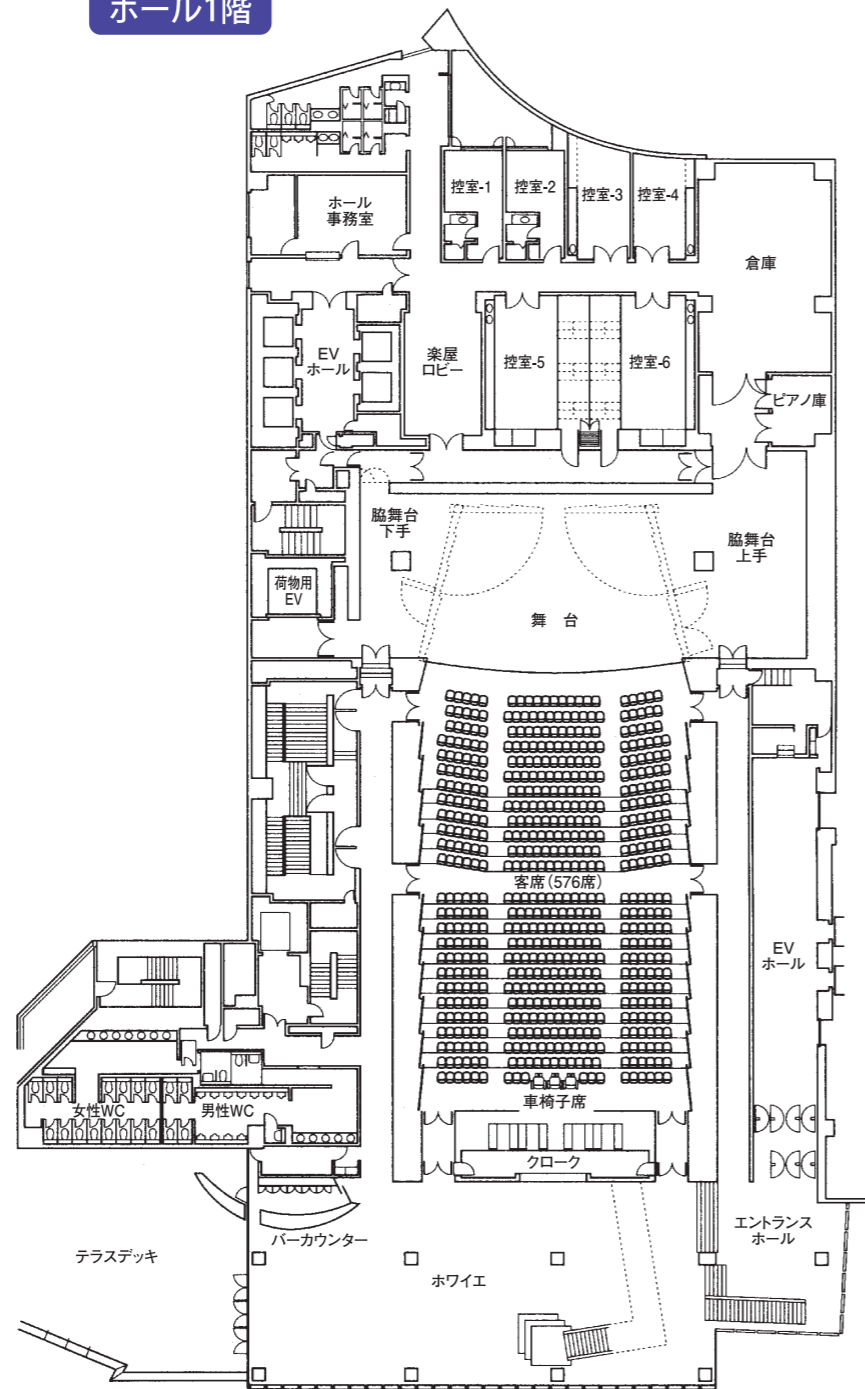 ホール1階
控室-1
控室-2
控室-3
控室-4
ホール
事務室
倉庫
EV
ホール
楽屋
ロビー
控室-5
控室-6
ピアノ庫
脇舞台
下手
脇舞台
上手
荷物用
EV
舞 台
客席(576席)
EV
ホール
女性WC
男性WC
車椅子席
クローク
バーカウンター
エントランス
ホール
テラスデッキ
ホワイエ